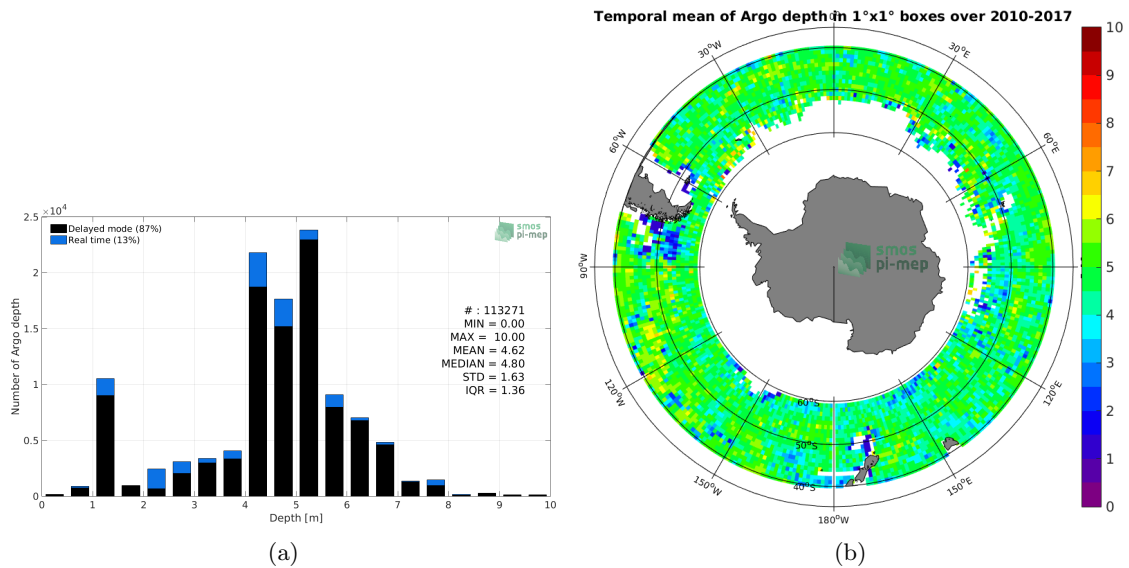 ×10⁴
2.5
2
1.5
1
0.5
0
Number of Argo depth
Delayed mode (87%)
Real time (13%)
smos
pi-mep
# : 113271
MIN = 0.00
MAX = 10.00
MEAN = 4.62
MEDIAN = 4.80
STD = 1.63
IQR = 1.36
0 1 2 3 4 5 6 7 8 9 10
Depth [m]
(a)
Temporal mean of Argo depth in 1°x1° boxes over 2010-2017
30°W
30°E
60°W
60°E
90°W
120°W
120°E
150°W
150°E
180°W
60°S
50°S
40°S
smos
pi-mep
10
9
8
7
6
5
4
3
2
1
0
(b)